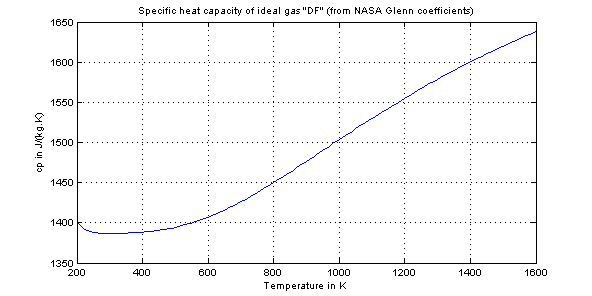 Specific heat capacity of ideal gas "DF" (from NASA Glenn coefficients)
1650
1600
1550
1500
1450
1400
1350
cp in J/(kg.K)
200 400 600 800 1000 1200 1400 1600
Temperature in K